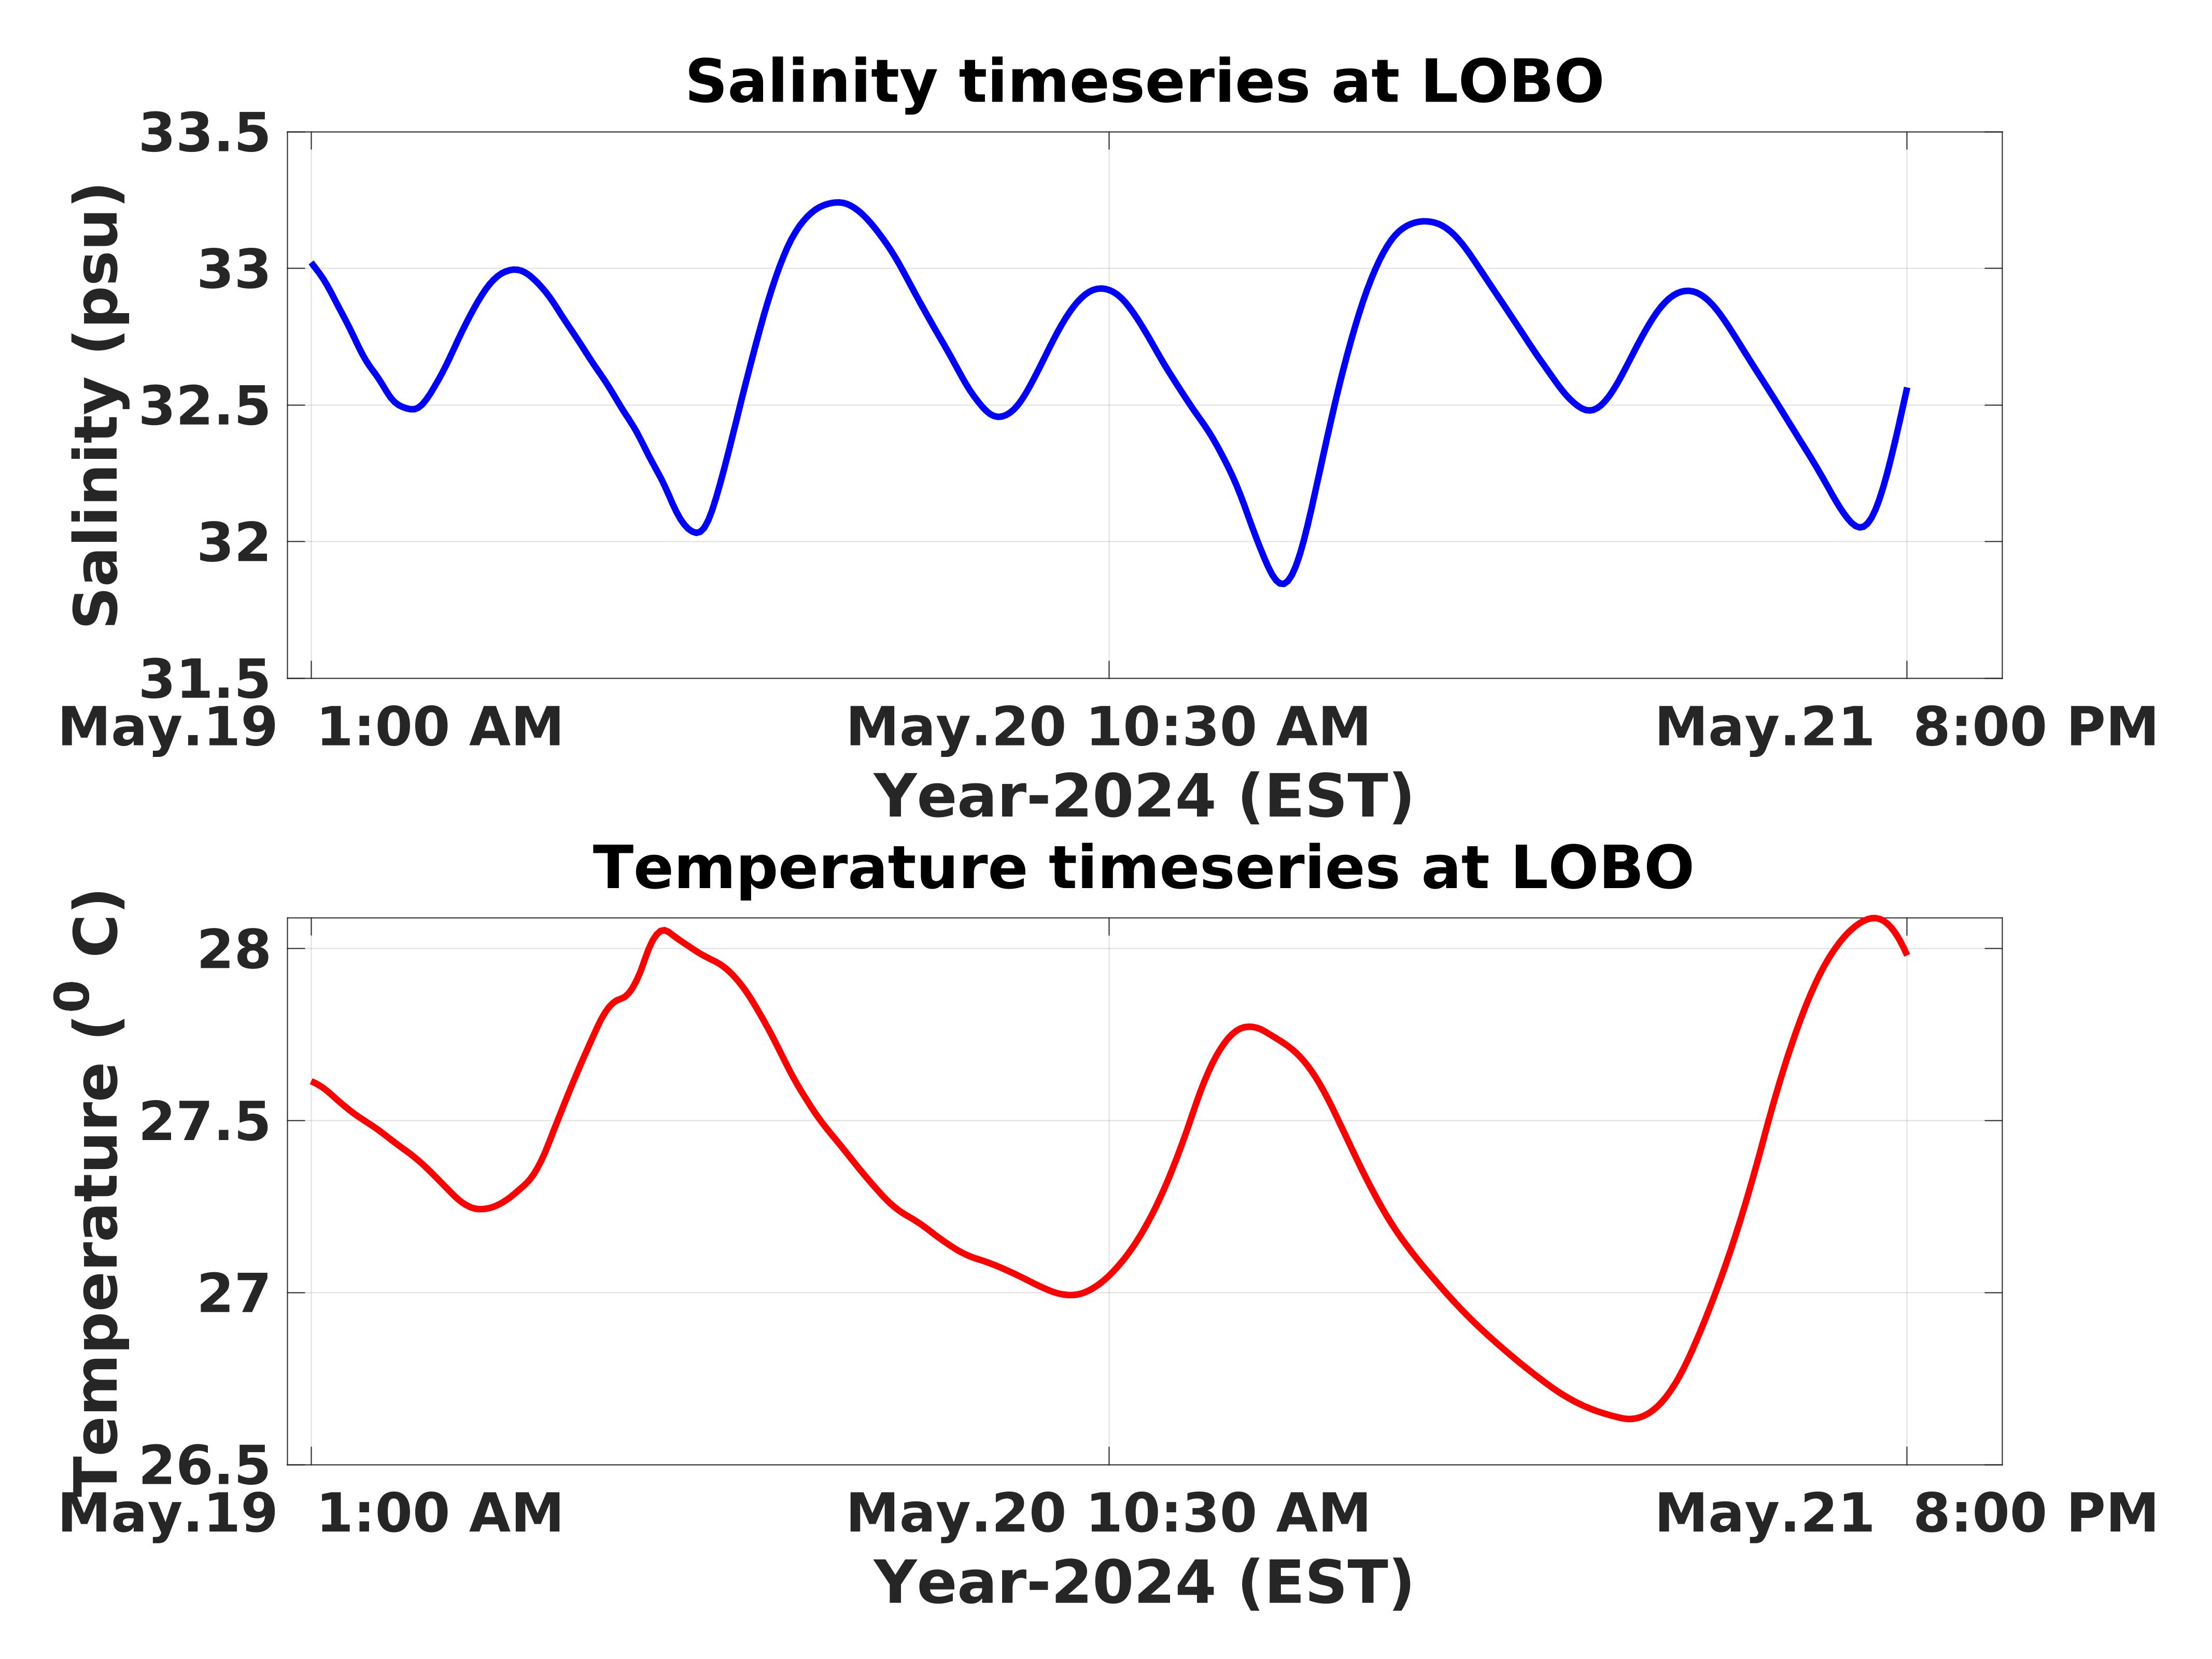 Salinity timeseries at LOBO
Salinity (psu)
33.5
33
32.5
32
31.5
May.19  1:00 AM
May.20 10:30 AM
May.21  8:00 PM
Year-2024 (EST)
Temperature timeseries at LOBO
Temperature (⁰ C)
28
27.5
27
26.5
May.19  1:00 AM
May.20 10:30 AM
May.21  8:00 PM
Year-2024 (EST)